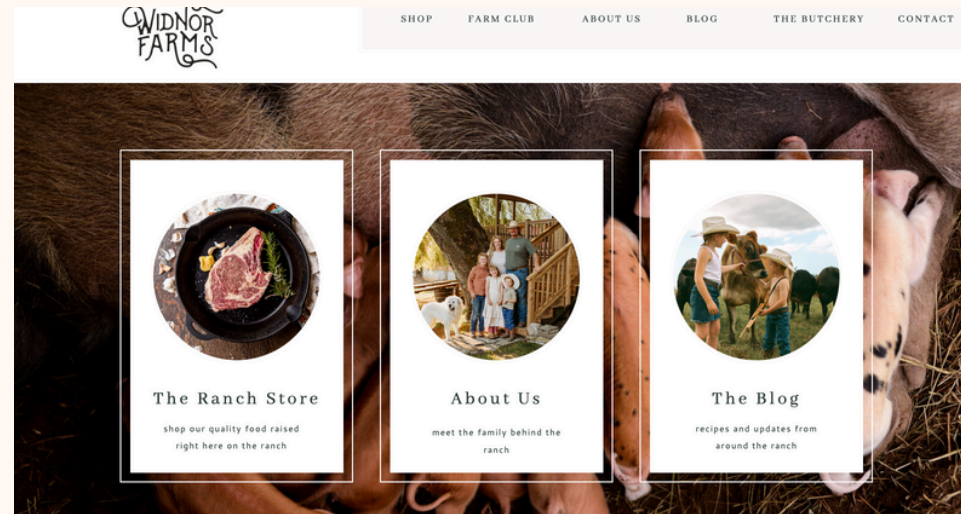 WIDNOR
FARMS
SHOP FARM CLUB ABOUT US BLOG THE BUTCHERY CONTACT
The Ranch Store
shop our quality food raised
right here on the ranch
About Us
meet the family behind the
ranch
The Blog
recipes and updates from
around the ranch